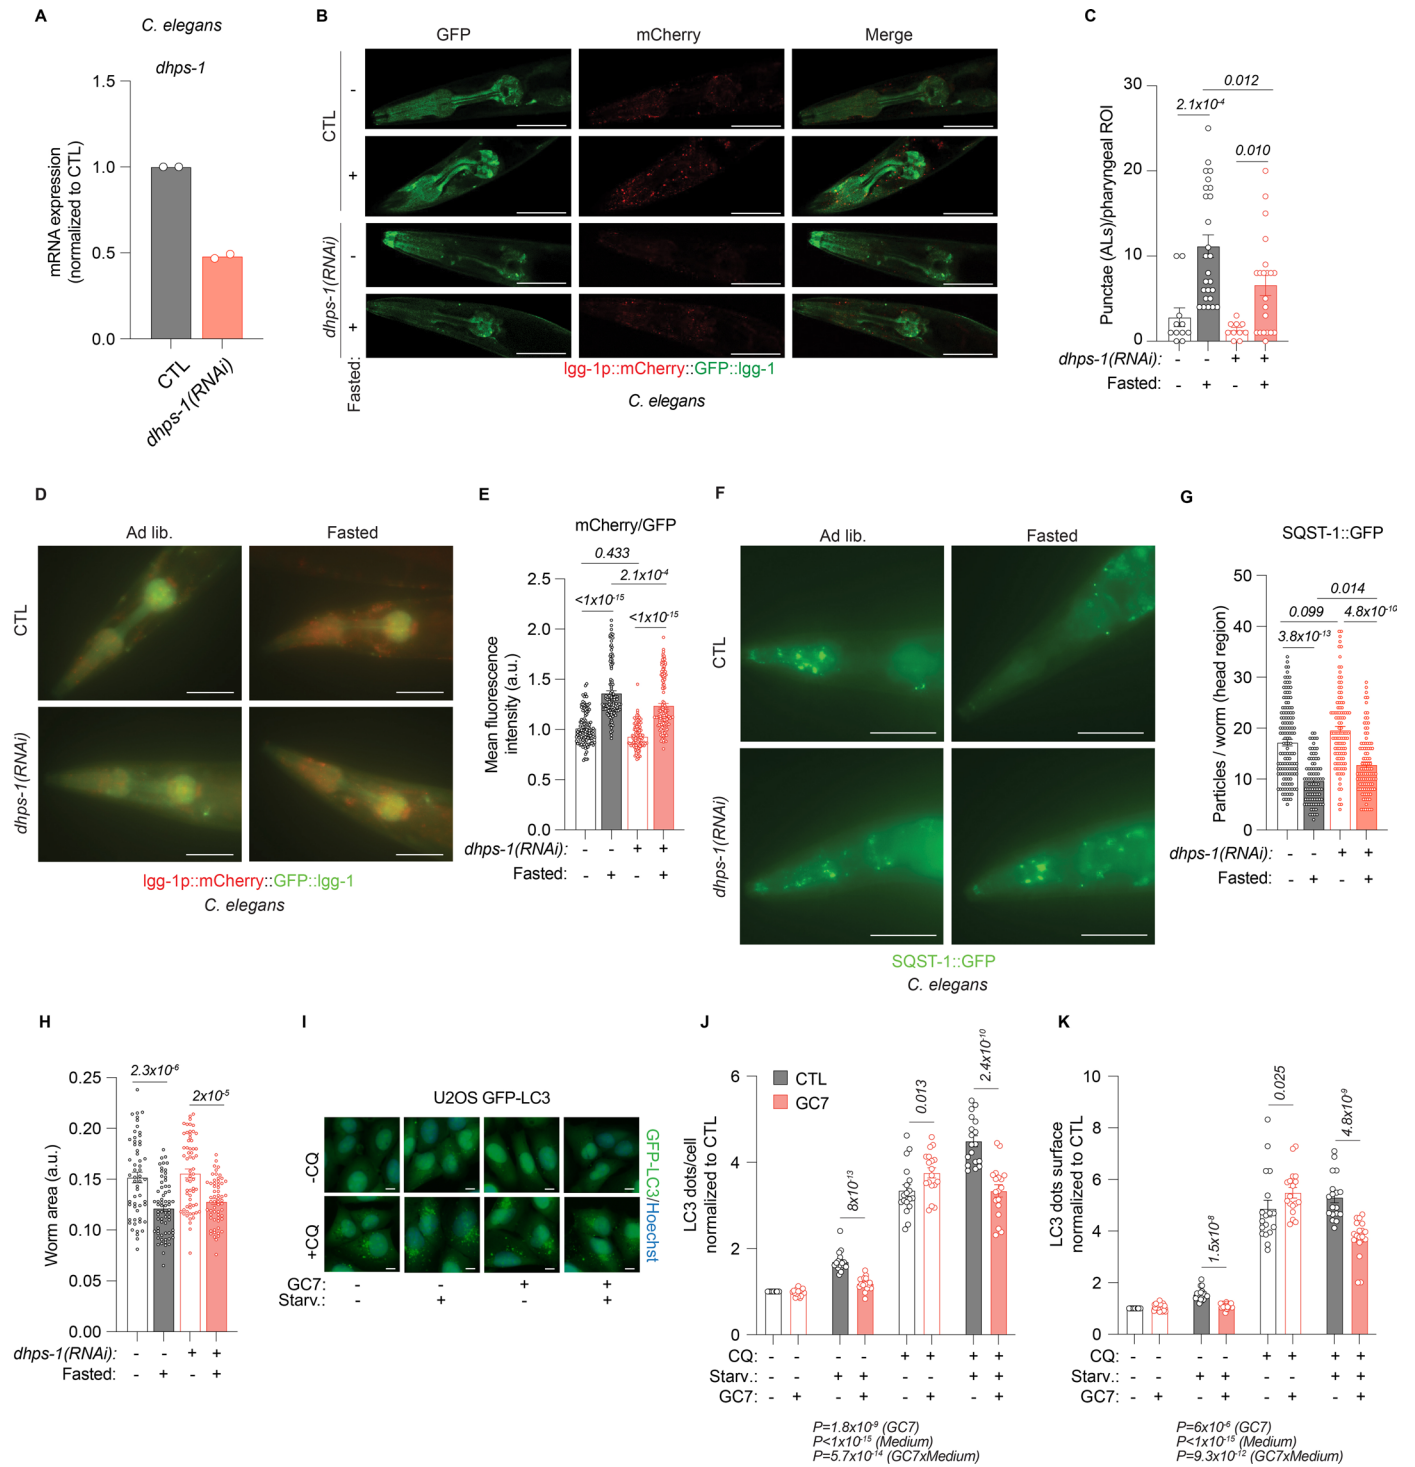 A
C. elegans
dhps-1
mRNA expression
(normalized to CTL)
1.5
1.0
0.5
0.0
CTL
dhps-1(RNAi)
B
GFP
mCherry
Merge
CTL
-
+
dhps-1(RNAi)
-
+
Fasted:
lgg-1p::mCherry::GFP::lgg-1
C. elegans
C
Punctae (ALs)/pharyngeal ROI
30
20
10
0
0.012
2.1x10-4
0.010
dhps-1(RNAi): - - + +
Fasted: - + - +
D
Ad lib.
Fasted
CTL
dhps-1(RNAi)
lgg-1p::mCherry::GFP::lgg-1
C. elegans
E
mCherry/GFP
Mean fluorescence
intensity (a.u.)
2.5
2.0
1.5
1.0
0.5
0.0
0.433
2.1x10-4
<1x10-15
<1x10-15
dhps-1(RNAi): - - + +
Fasted: - + - +
F
Ad lib.
Fasted
CTL
dhps-1(RNAi)
SQST-1::GFP
C. elegans
G
SQST-1::GFP
Particles / worm (head region)
50
40
30
20
10
0
0.014
0.099
4.8x10-10
3.8x10-13
dhps-1(RNAi): - - + +
Fasted: - + - +
H
Worm area (a.u.)
0.25
0.20
0.15
0.10
0.05
0.00
2.3x10-6
2x10-5
dhps-1(RNAi): - - + +
Fasted: - + - +
I
U2OS GFP-LC3
-CQ
+CQ
GFP-LC3/Hoechst
GC7: - - + +
Starv.: - + - +
J
LC3 dots/cell
normalized to CTL
6
4
2
0
CTL
GC7
8x10-13
0.013
2.4x10-10
CQ: - - - - + + + +
Starv.: - - + + - - + +
GC7: - + - + - + - +
P=1.8x10-9 (GC7)
P<1x10-15 (Medium)
P=5.7x10-14 (GC7xMedium)
K
LC3 dots surface
normalized to CTL
10
8
6
4
2
0
1.5x10-8
0.025
4.8x10-9
CQ: - - - - + + + +
Starv.: - - + + - - + +
GC7: - + - + - + - +
P=6x10-6 (GC7)
P<1x10-15 (Medium)
P=9.3x10-12 (GC7xMedium)